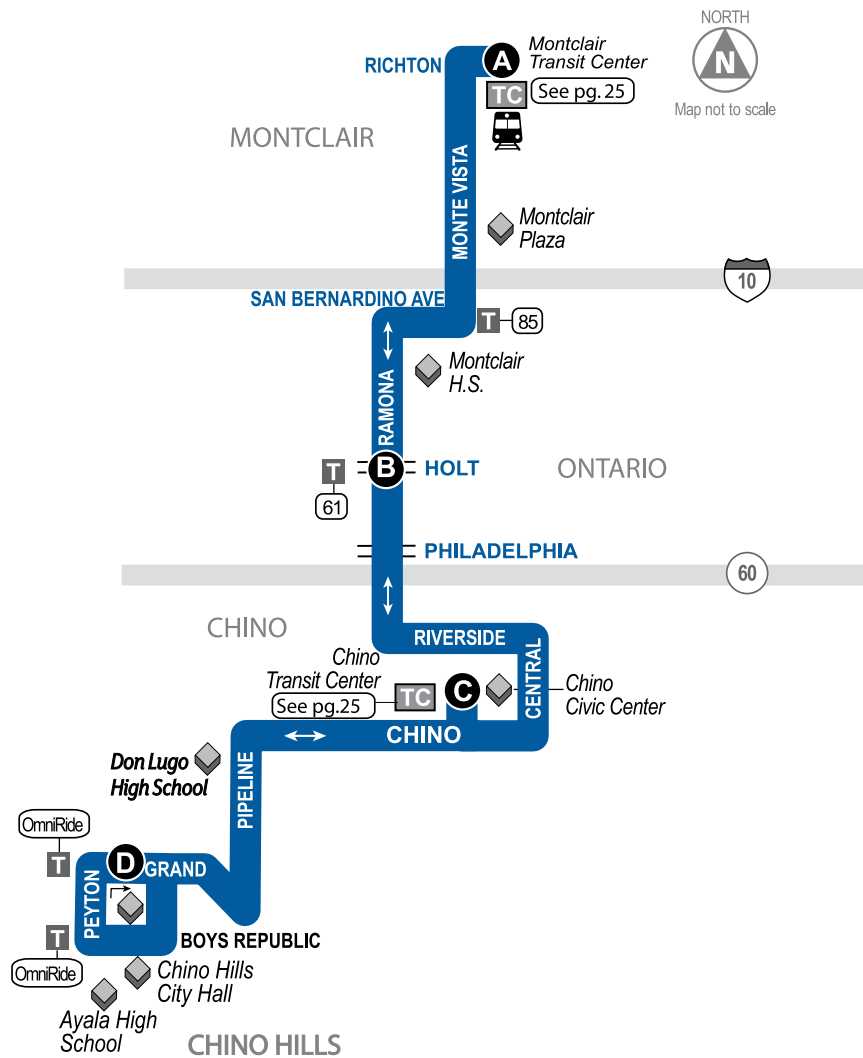 NORTH
N
Map not to scale
RICHTON
A
Montclair
Transit Center
TC
See pg. 25
MONTCLAIR
MONTE VISTA
Montclair
Plaza
10
SAN BERNARDINO AVE
T
85
Montclair
H.S.
RAMONA
B
HOLT
T
61
ONTARIO
PHILADELPHIA
60
CHINO
RIVERSIDE
Chino
Transit Center
See pg.25
TC
C
CENTRAL
Chino
Civic Center
CHINO
Don Lugo
High School
PIPELINE
OmniRide
T
D
GRAND
PEYTON
T
OmniRide
BOYS REPUBLIC
Chino Hills
City Hall
Ayala High
School
CHINO HILLS